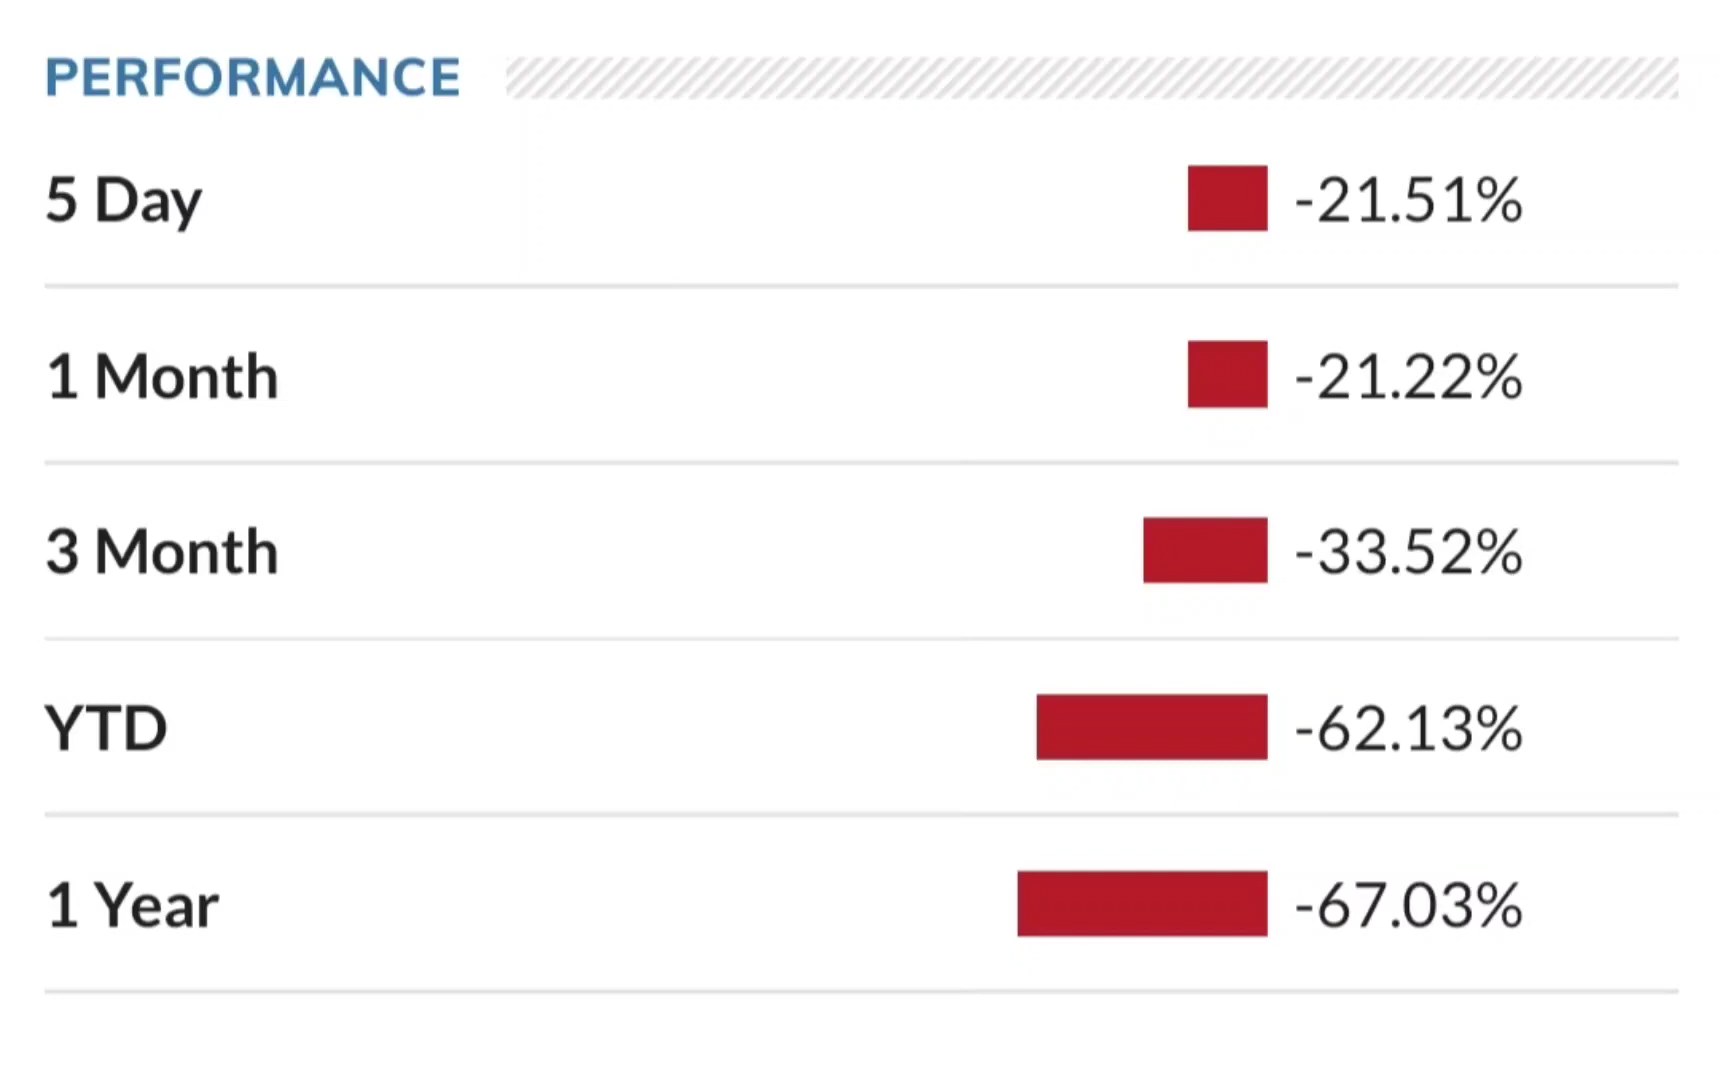 PERFORMANCE
5 Day -21.51%
1 Month -21.22%
3 Month -33.52%
YTD -62.13%
1 Year -67.03%